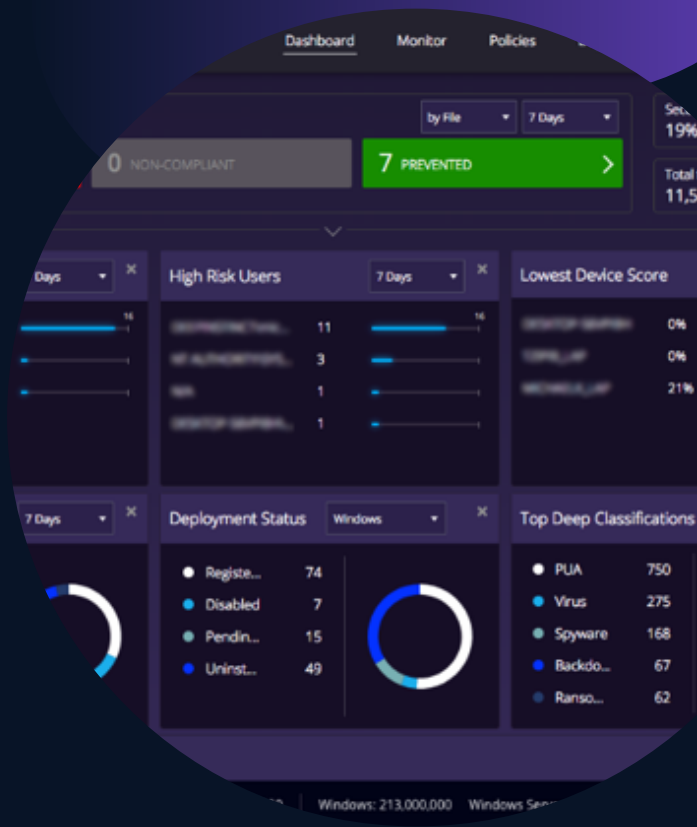 Dashboard Monitor Policies
by File 7 Days
19%
0 NON-COMPLIANT 7 PREVENTED
Total
11,5
Days High Risk Users 7 Days Lowest Device Score
16 16
11 0%
3 0%
1 21%
1
7 Days Deployment Status Windows Top Deep Classifications
Registe... 74 PUA 750
Disabled 7 Virus 275
Pendin... 15 Spyware 168
Uninst... 49 Backdo... 67
Ranso... 62
Windows: 213,000,000 Windows